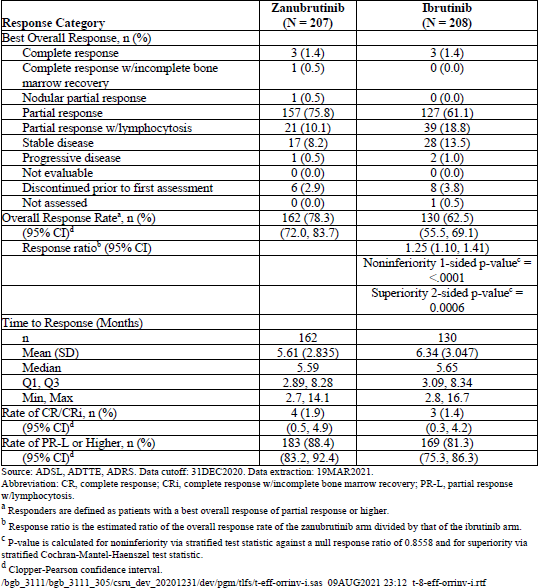 Zanubrutinib Ibrutinib
Response Category (N = 207) (N = 208)
Best Overall Response, n (%)
Complete response 3 (1.4) 3 (1.4)
Complete response w/incomplete bone 1 (0.5) 0 (0.0)
marrow recovery
Nodular partial response 1 (0.5) 0 (0.0)
Partial response 157 (75.8) 127 (61.1)
Partial response w/lymphocytosis 21 (10.1) 39 (18.8)
Stable disease 17 (8.2) 28 (13.5)
Progressive disease 1 (0.5) 2 (1.0)
Not evaluable 0 (0.0) 0 (0.0)
Discontinued prior to first assessment 6 (2.9) 8 (3.8)
Not assessed 0 (0.0) 1 (0.5)
Overall Response Rateᵃ, n (%) 162 (78.3) 130 (62.5)
(95% CI)ᵈ (72.0, 83.7) (55.5, 69.1)
Response ratioᵇ (95% CI) 1.25 (1.10, 1.41)
Noninferiority 1-sided p-valueᶜ =
<.0001
Superiority 2-sided p-valueᶜ =
0.0006
Time to Response (Months)
n 162 130
Mean (SD) 5.61 (2.835) 6.34 (3.047)
Median 5.59 5.65
Q1, Q3 2.89, 8.28 3.09, 8.34
Min, Max 2.7, 14.1 2.8, 16.7
Rate of CR/CRi, n (%) 4 (1.9) 3 (1.4)
(95% CI)ᵈ (0.5, 4.9) (0.3, 4.2)
Rate of PR-L or Higher, n (%) 183 (88.4) 169 (81.3)
(95% CI)ᵈ (83.2, 92.4) (75.3, 86.3)
Source: ADSL, ADTTE, ADRS. Data cutoff: 31DEC2020. Data extraction: 19MAR2021.
Abbreviation: CR, complete response; CRi, complete response w/incomplete bone marrow recovery; PR-L, partial response
w/lymphocytosis.
ᵃ Responders are defined as patients with a best overall response of partial response or higher.
ᵇ Response ratio is the estimated ratio of the overall response rate of the zanubrutinib arm divided by that of the ibrutinib arm.
ᶜ P-value is calculated for noninferiority via stratified test statistic against a null response ratio of 0.8558 and for superiority via
stratified Cochran-Mantel-Haenszel test statistic.
ᵈ Clopper-Pearson confidence interval.
/bgb_3111/bgb_3111_305/csru_dev_20201231/dev/pgm/tlfs/t-eff-orrinv-i.sas 09AUG2021 23:12 t-8-eff-orrinv-i.rtf